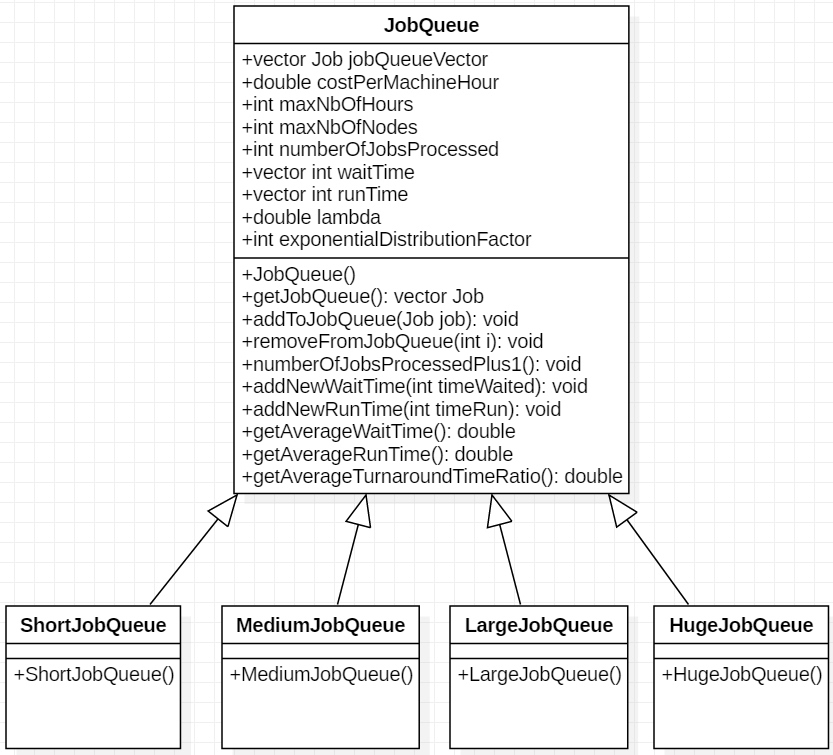 JobQueue
+vector Job jobQueueVector
+double costPerMachineHour
+int maxNbOfHours
+int maxNbOfNodes
+int numberOfJobsProcessed
+vector int waitTime
+vector int runTime
+double lambda
+int exponentialDistributionFactor
+JobQueue()
+getJobQueue(): vector Job
+addToJobQueue(Job job): void
+removeFromJobQueue(int i): void
+numberOfJobsProcessedPlus1(): void
+addNewWaitTime(int timeWaited): void
+addNewRunTime(int timeRun): void
+getAverageWaitTime(): double
+getAverageRunTime(): double
+getAverageTurnaroundTimeRatio(): double
ShortJobQueue
+ShortJobQueue()
MediumJobQueue
+MediumJobQueue()
LargeJobQueue
+LargeJobQueue()
HugeJobQueue
+HugeJobQueue()